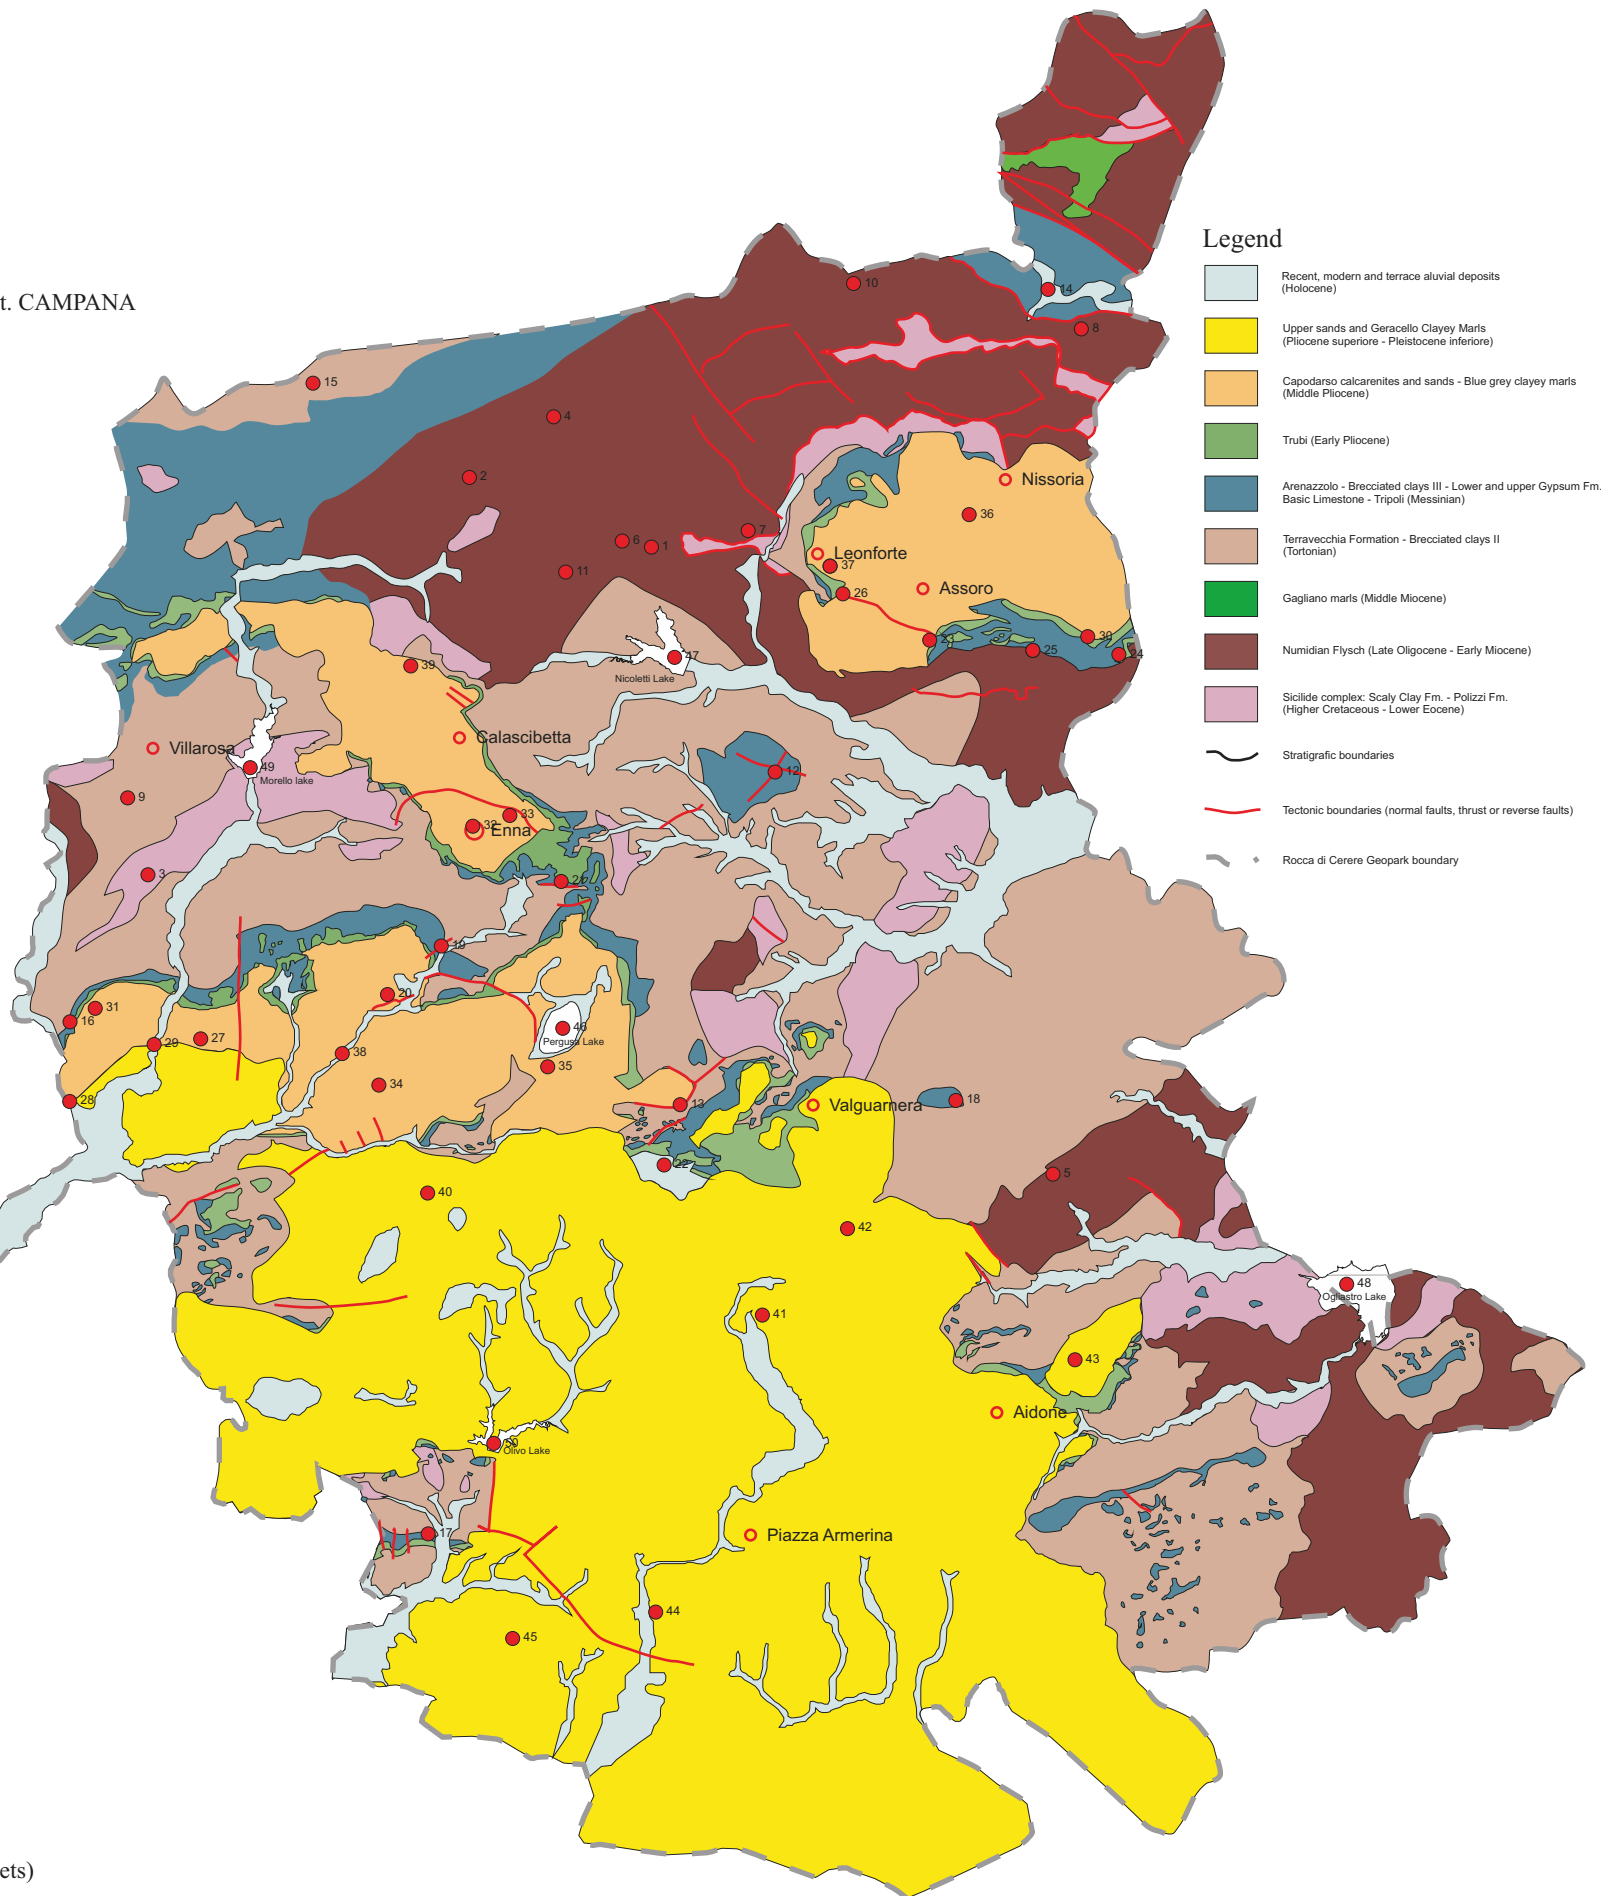 t. CAMPANA
Legend
Recent, modern and terrace aluvial deposits
(Holocene)
Upper sands and Geracello Clayey Marls
(Pliocene superiore - Pleistocene inferiore)
Capodarso calcarenites and sands - Blue grey clayey marls
(Middle Pliocene)
Trubi (Early Pliocene)
Arenazzolo - Brecciated clays III - Lower and upper Gypsum Fm.
Basic Limestone - Tripoli (Messinian)
Terravecchia Formation - Brecciated clays II
(Tortonian)
Gagliano marls (Middle Miocene)
Numidian Flysch (Late Oligocene - Early Miocene)
Sicilide complex: Scaly Clay Fm. - Polizzi Fm.
(Higher Cretaceous - Lower Eocene)
Stratigrafic boundaries
Tectonic boundaries (normal faults, thrust or reverse faults)
Rocca di Cerere Geopark boundary
10
14
8
15
4
2
Nissoria
36
7
6
1
Leonforte
37
11
26
Assoro
23
30
25
24
39
47
Nicoletti Lake
Calascibetta
Villarosa
49
Morello lake
12
9
33
32
Enna
3
21
19
20
31
16
29
27
46
Pergusa Lake
38
35
34
28
13
Valguarnera
18
22
5
40
42
48
Ogliastro Lake
41
43
Aidone
50
Olivo Lake
17
Piazza Armerina
44
45
ets)